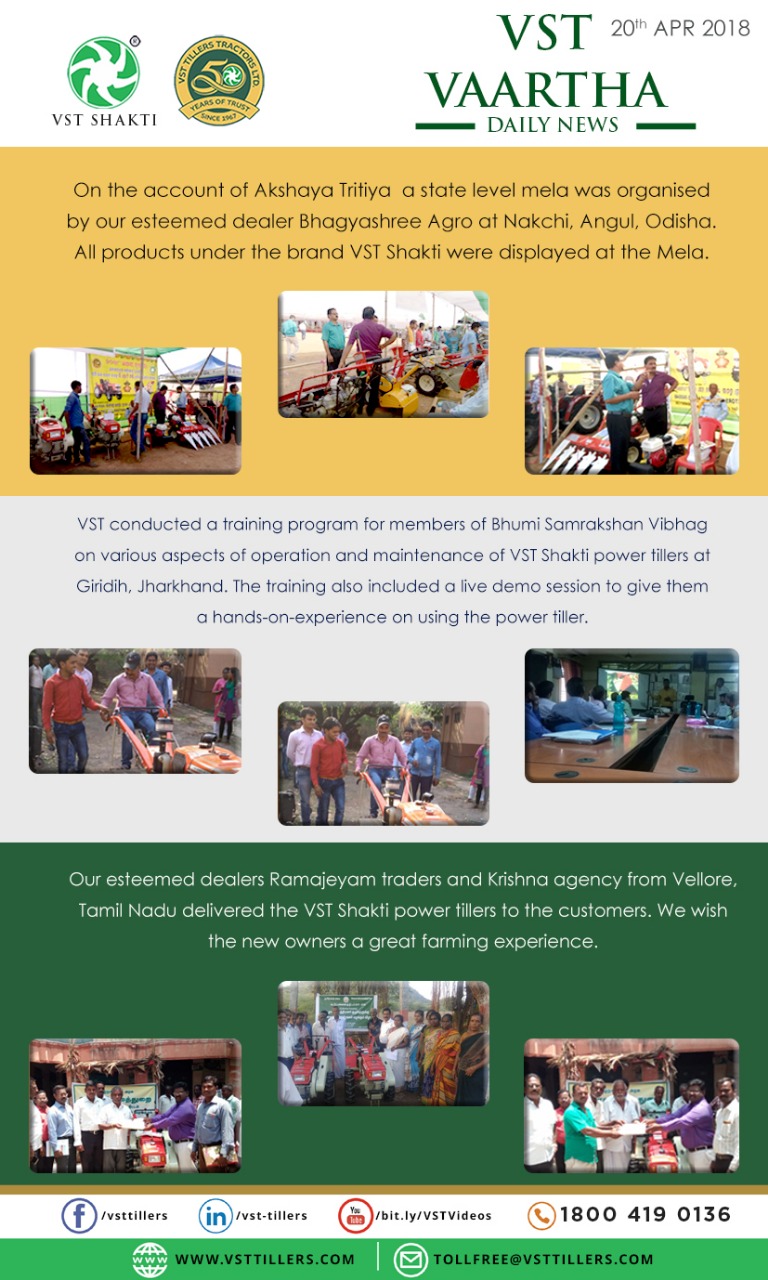 VST SHAKTI
®
VST TILLERS TRACTORS LTD.
50
YEARS OF TRUST
SINCE 1967
VST
VAARTHA
DAILY NEWS
20th APR 2018
On the account of Akshaya Tritiya a state level mela was organised
by our esteemed dealer Bhagyashree Agro at Nakchi, Angul, Odisha.
All products under the brand VST Shakti were displayed at the Mela.
VST conducted a training program for members of Bhumi Samrakshan Vibhag
on various aspects of operation and maintenance of VST Shakti power tillers at
Giridih, Jharkhand. The training also included a live demo session to give them
a hands-on-experience on using the power tiller.
Our esteemed dealers Ramajeyam traders and Krishna agency from Vellore,
Tamil Nadu delivered the VST Shakti power tillers to the customers. We wish
the new owners a great farming experience.
f /vsttillers
in /vst-tillers
You Tube /bit.ly/VSTVideos
1800 419 0136
WWW.VSTTILLERS.COM
TOLLFREE@VSTTILLERS.COM